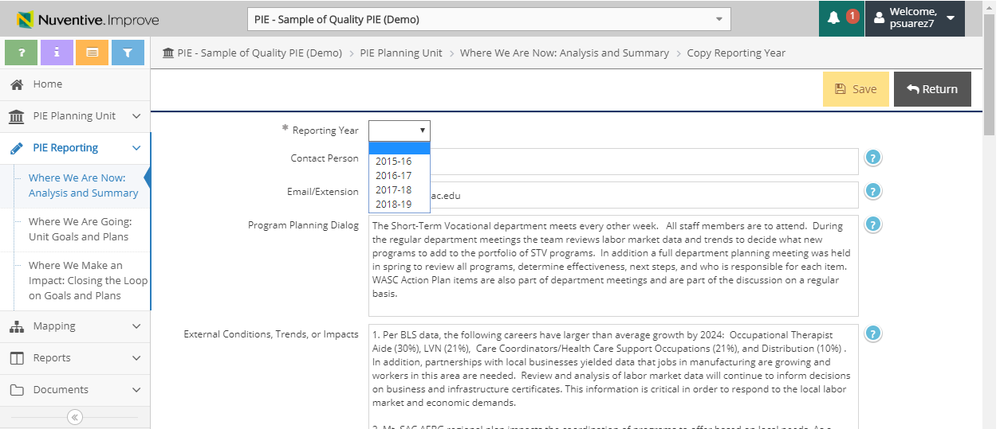 Nuventive.Improve
PIE - Sample of Quality PIE (Demo)
1
Welcome,
psuarez7
?
i
PIE - Sample of Quality PIE (Demo) > PIE Planning Unit > Where We Are Now: Analysis and Summary > Copy Reporting Year
Home
Save
Return
PIE Planning Unit
PIE Reporting
Where We Are Now:
Analysis and Summary
Where We Are Going:
Unit Goals and Plans
Where We Make an
Impact: Closing the Loop
on Goals and Plans
Mapping
Reports
Documents
* Reporting Year
2015-16
2016-17
2017-18
2018-19
Contact Person
?
Email/Extension
ac.edu
?
Program Planning Dialog
?
The Short-Term Vocational department meets every other week.   All staff members are to attend.  During
the regular department meetings the team reviews labor market data and trends to decide what new
programs to add to the portfolio of STV programs.  In addition a full department planning meeting was held
in spring to review all programs, determine effectiveness, next steps, and who is responsible for each item.
WASC Action Plan items are also part of department meetings and are part of the discussion on a regular
basis.
External Conditions, Trends, or Impacts
?
1. Per BLS data, the following careers have larger than average growth by 2024:  Occupational Therapist
Aide (30%), LVN (21%),  Care Coordinators/Health Care Support Occupations (21%), and Distribution (10%) .
In addition, partnerships with local businesses yielded data that jobs in manufacturing are growing and
workers in this area are needed.  Review and analysis of labor market data will continue to inform decisions
on business and infrastructure certificates. This information is critical in order to respond to the local labor
market and economic demands.
2. Mt. SAC AEBG regional plan impacts the coordination of programs to offer based on local needs. As a